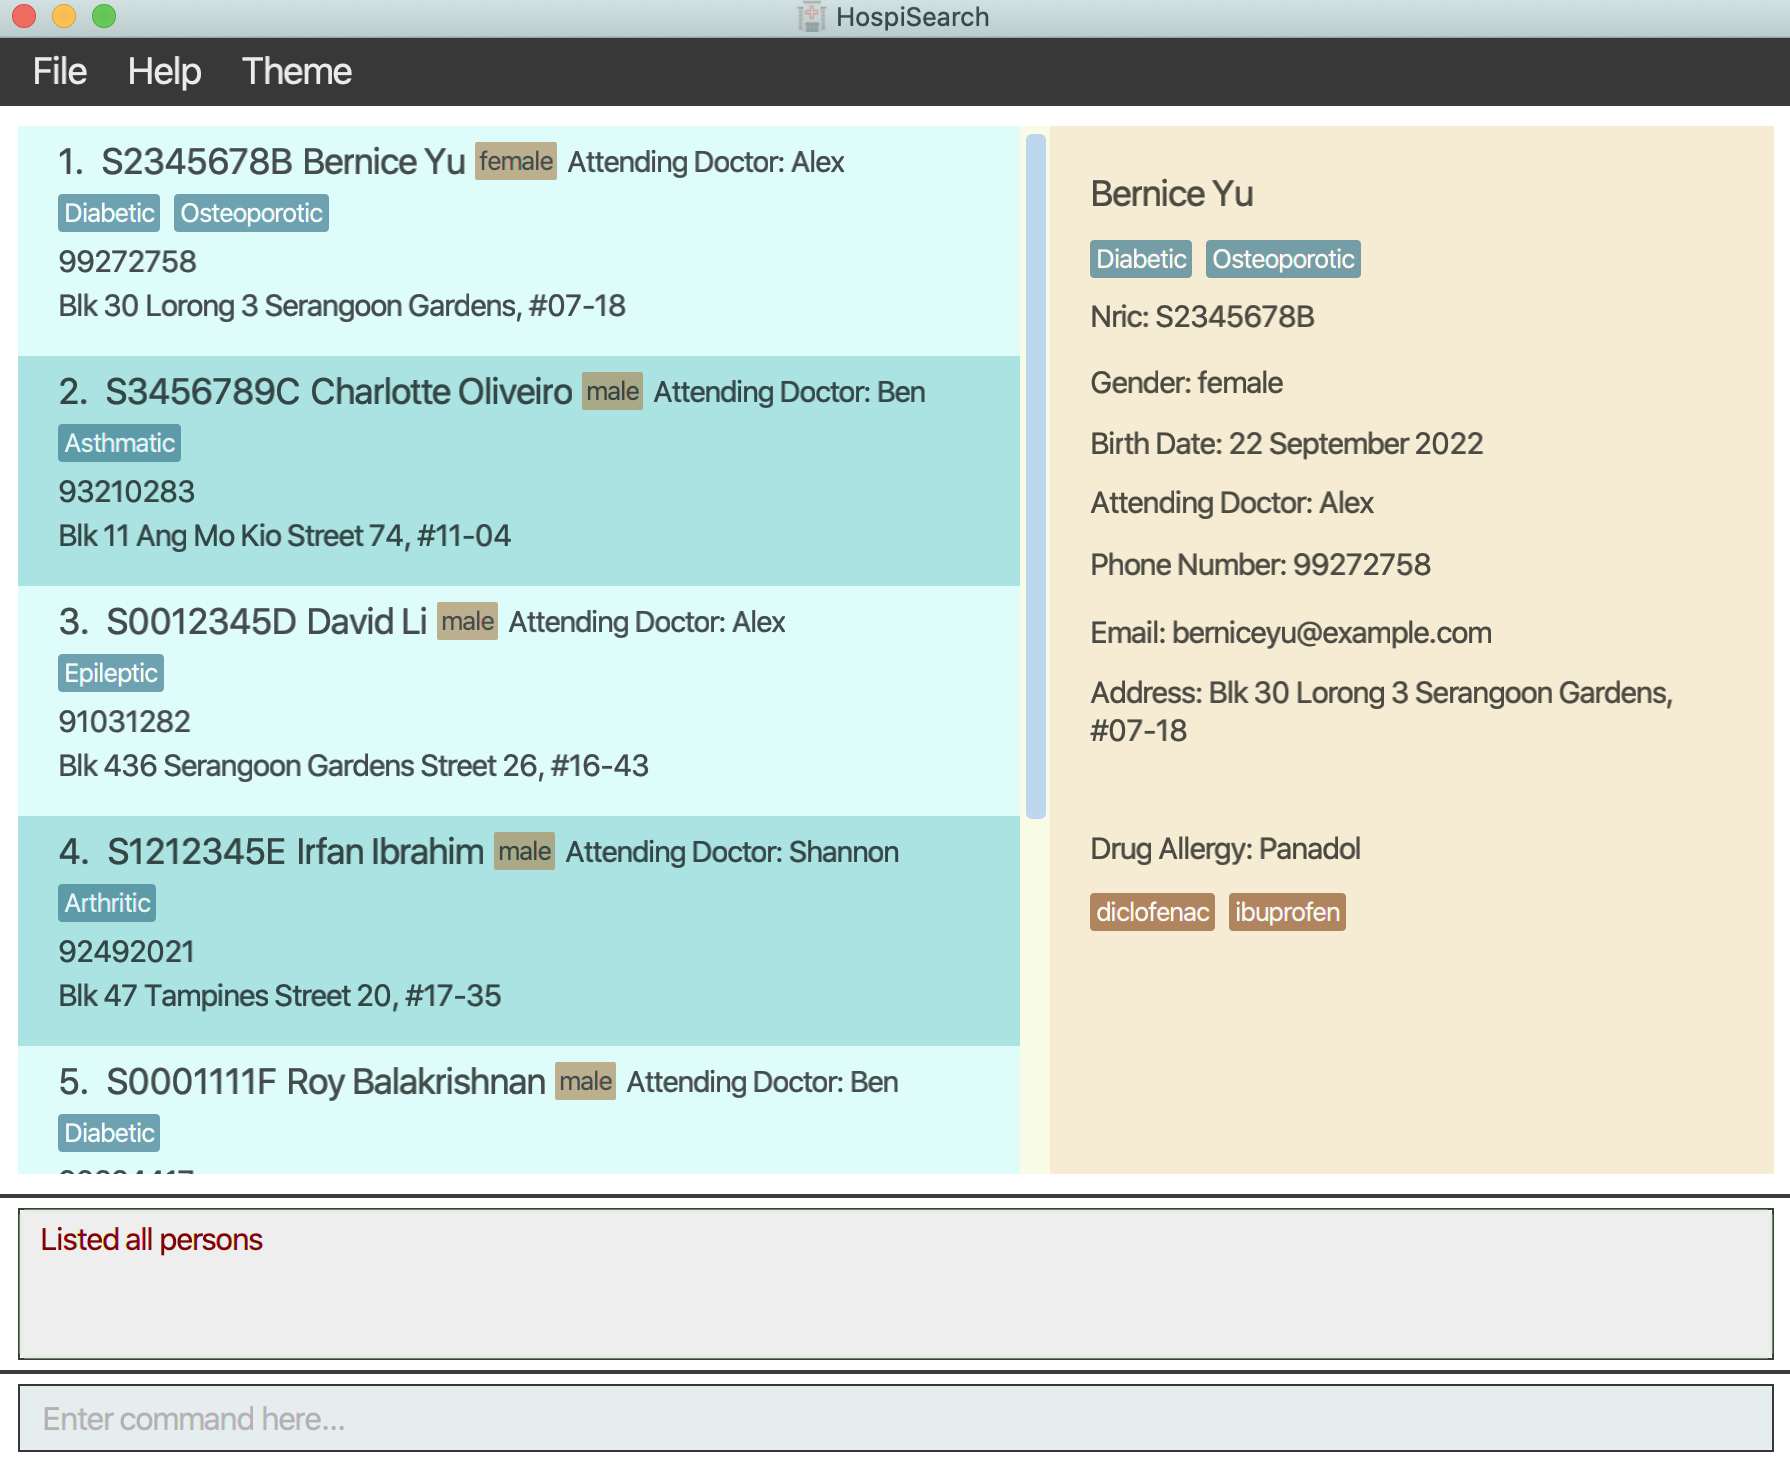 HospiSearch
File Help Theme
1. S2345678B Bernice Yu female Attending Doctor: Alex
Diabetic Osteoporotic
99272758
Blk 30 Lorong 3 Serangoon Gardens, #07-18
2. S3456789C Charlotte Oliveiro male Attending Doctor: Ben
Asthmatic
93210283
Blk 11 Ang Mo Kio Street 74, #11-04
3. S0012345D David Li male Attending Doctor: Alex
Epileptic
91031282
Blk 436 Serangoon Gardens Street 26, #16-43
4. S1212345E Irfan Ibrahim male Attending Doctor: Shannon
Arthritic
92492021
Blk 47 Tampines Street 20, #17-35
5. S0001111F Roy Balakrishnan male Attending Doctor: Ben
Diabetic
Bernice Yu
Diabetic Osteoporotic
Nric: S2345678B
Gender: female
Birth Date: 22 September 2022
Attending Doctor: Alex
Phone Number: 99272758
Email: berniceyu@example.com
Address: Blk 30 Lorong 3 Serangoon Gardens,
#07-18
Drug Allergy: Panadol
diclofenac ibuprofen
Listed all persons
Enter command here...